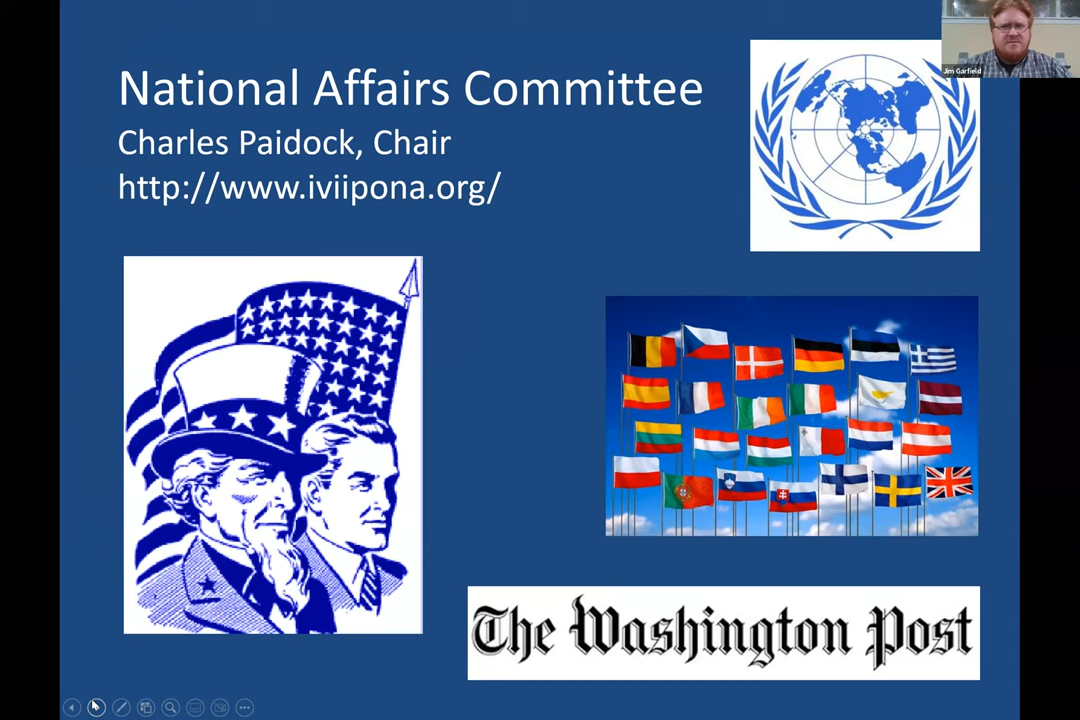 National Affairs Committee
Charles Paidock, Chair
http://www.iviipona.org/
Jim Garfield
The Washington Post